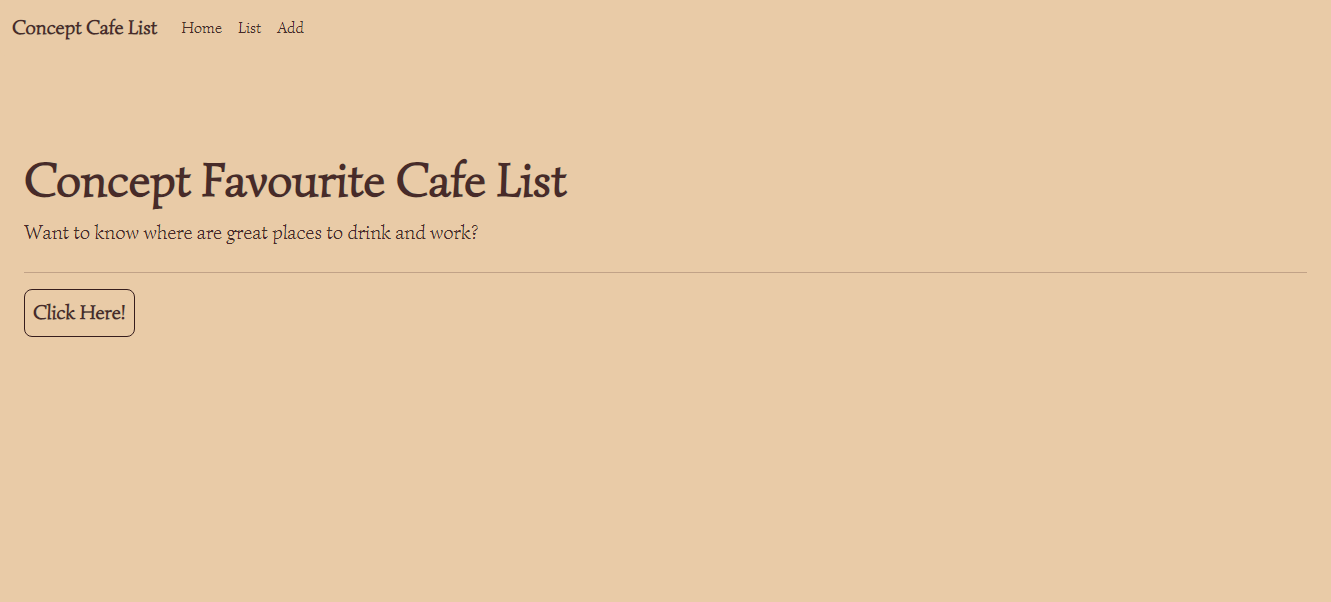 Concept Cafe List Home List Add
Concept Favourite Cafe List
Want to know where are great places to drink and work?
Click Here!